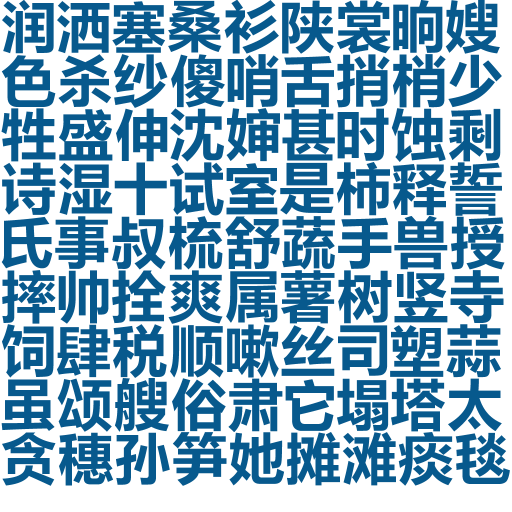 润洒塞桑衫陕裳晌嫂
色杀纱傻哨舌捎梢少
牲盛伸沈婶甚时蚀剩
诗湿十试室是柿释誓
氏事叔梳舒蔬手兽授
摔帅拴爽属薯树竖寺
饲肆税顺嗽丝司塑蒜
虽颂艘俗肃它塌塔太
贪穗孙笋她摊滩痰毯